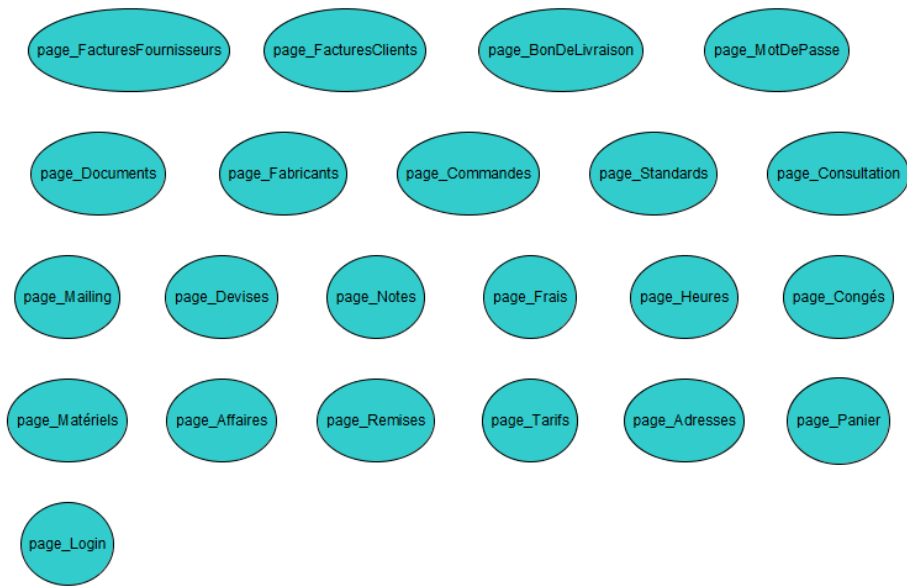 page_FacturesFournisseurs page_FacturesClients page_BonDeLivraison page_MotDePasse
page_Documents page_Fabricants page_Commandes page_Standards page_Consultation
page_Mailing page_Devises page_Notes page_Frais page_Heures page_Congés
page_Matériels page_Affaires page_Remises page_Tarifs page_Adresses page_Panier
page_Login